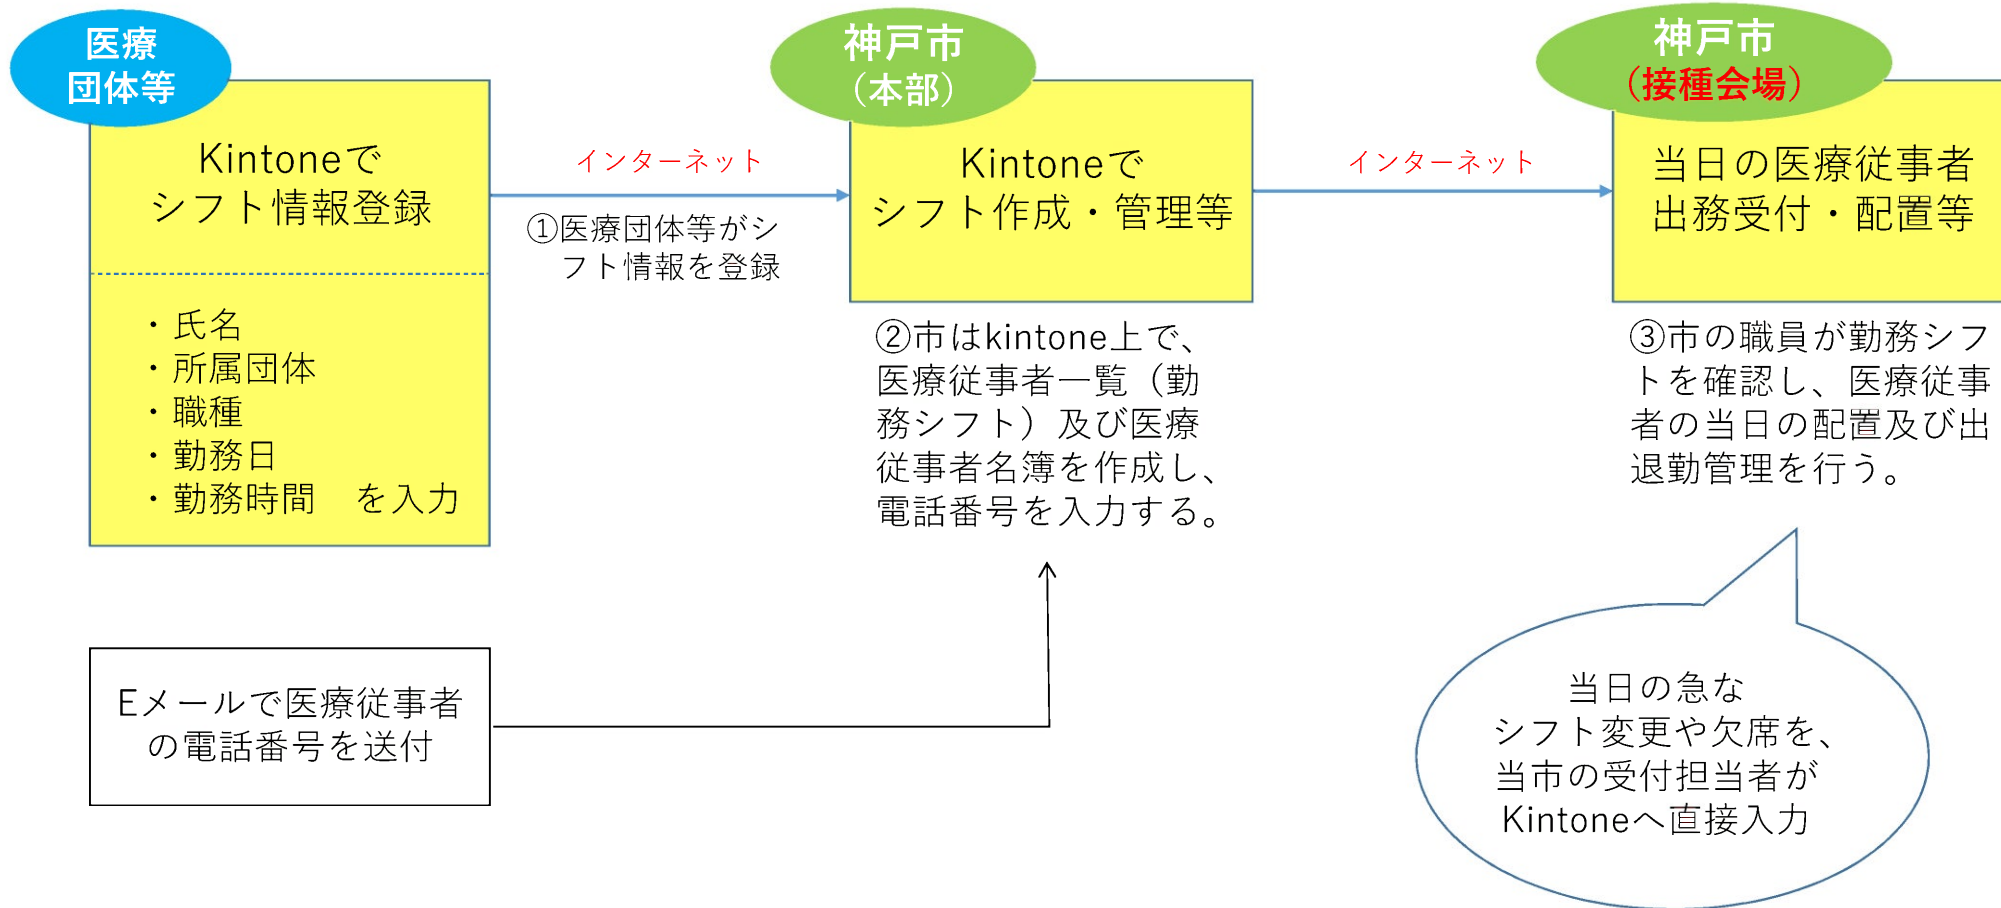 医療
団体等
Kintoneで
シフト情報登録
・氏名
・所属団体
・職種
・勤務日
・勤務時間　を入力
インターネット
①医療団体等がシ
フト情報を登録
神戸市
（本部）
Kintoneで
シフト作成・管理等
②市はkintone上で、
医療従事者一覧（勤
務シフト）及び医療
従事者名簿を作成し、
電話番号を入力する。
インターネット
神戸市
（接種会場）
当日の医療従事者
出務受付・配置等
③市の職員が勤務シフ
トを確認し、医療従事
者の当日の配置及び出
退勤管理を行う。
Eメールで医療従事者
の電話番号を送付
当日の急な
シフト変更や欠席を、
当市の受付担当者が
Kintoneへ直接入力